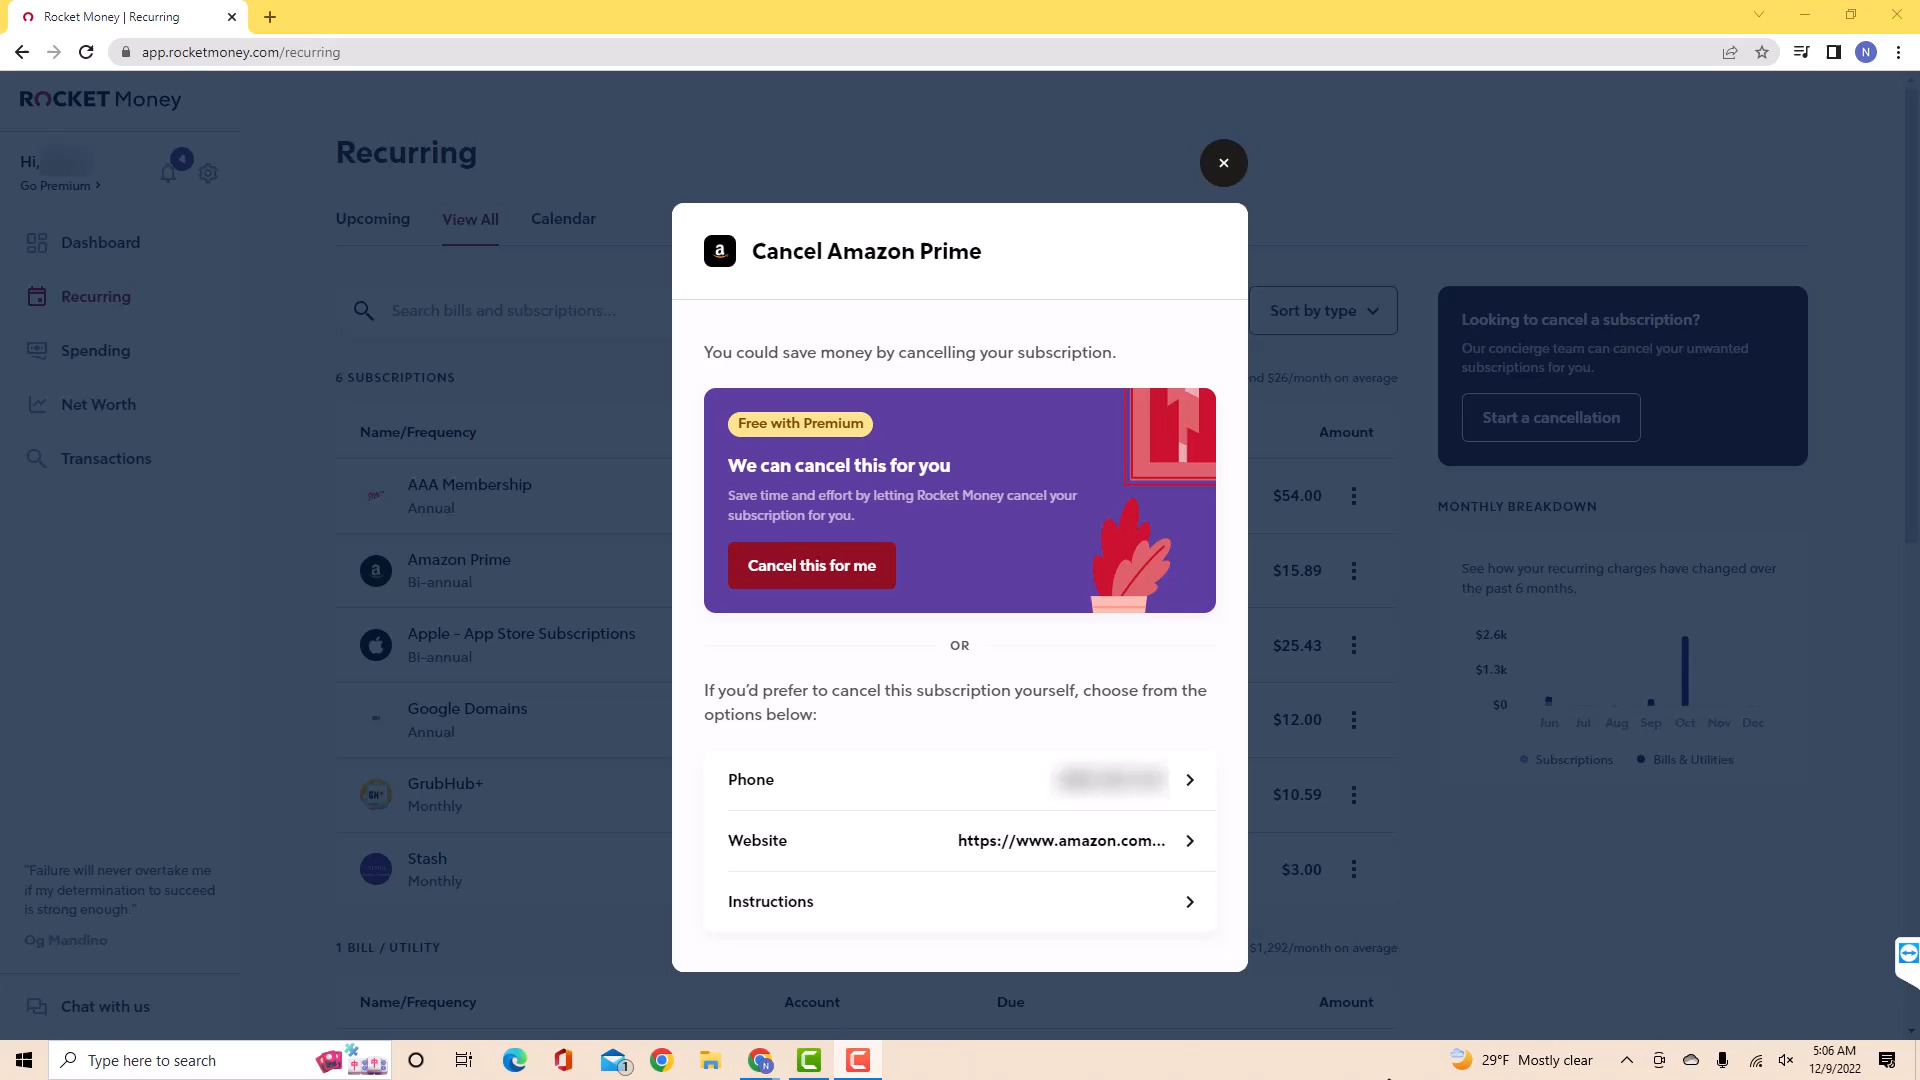 Rocket Money | Recurring
app.rocketmoney.com/recurring
N
ROCKET Money
Hi,
4
Go Premium
Dashboard
Recurring
Spending
Net Worth
Transactions
"Failure will never overtake me
if my determination to succeed
is strong enough."
Og Mandino
Chat with us
Recurring
Upcoming
View All
Calendar
Search bills and subscriptions...
Sort by type
6 SUBSCRIPTIONS
$26/month on average
Name/Frequency
Amount
AAA Membership
Annual
$54.00
Amazon Prime
Bi-annual
$15.89
Apple - App Store Subscriptions
Bi-annual
$25.43
Google Domains
Annual
$12.00
GrubHub+
Monthly
$10.59
Stash
Monthly
$3.00
1 BILL / UTILITY
$1,292/month on average
Name/Frequency
Account
Due
Amount
Cancel Amazon Prime
You could save money by cancelling your subscription.
Free with Premium
We can cancel this for you
Save time and effort by letting Rocket Money cancel your
subscription for you.
Cancel this for me
OR
If you'd prefer to cancel this subscription yourself, choose from the
options below:
Phone
Website
https://www.amazon.com...
Instructions
Looking to cancel a subscription?
Our concierge team can cancel your unwanted
subscriptions for you.
Start a cancellation
MONTHLY BREAKDOWN
See how your recurring charges have changed over
the past 6 months.
$2.6k
$1.3k
$0
Jun Jul Aug Sep Oct Nov Dec
Subscriptions
Bills & Utilities
Type here to search
1
N
29°F Mostly clear
5:06 AM
12/9/2022